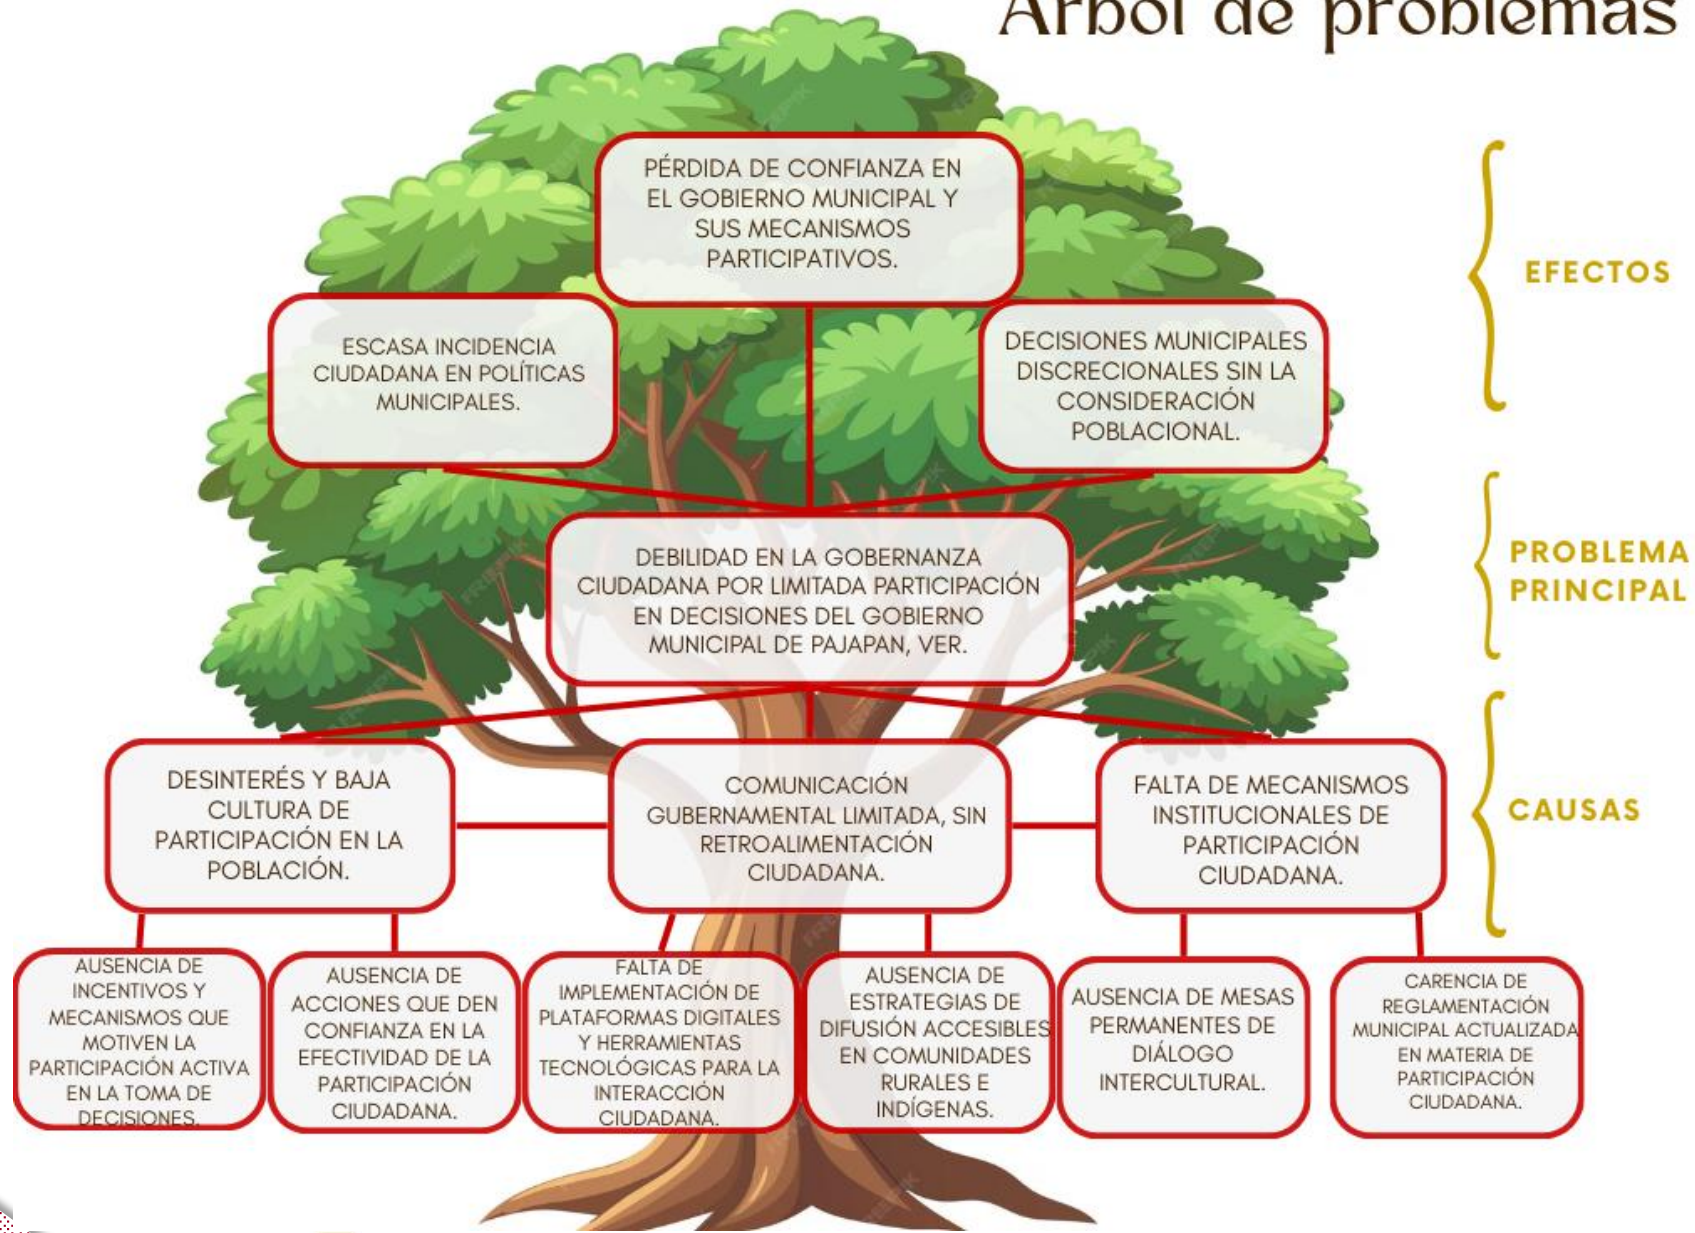 Árbol de problemas
PÉRDIDA DE CONFIANZA EN
EL GOBIERNO MUNICIPAL Y
SUS MECANISMOS
PARTICIPATIVOS.
EFECTOS
ESCASA INCIDENCIA
CIUDADANA EN POLÍTICAS
MUNICIPALES.
DECISIONES MUNICIPALES
DISCRECIONALES SIN LA
CONSIDERACIÓN
POBLACIONAL.
DEBILIDAD EN LA GOBERNANZA
CIUDADANA POR LIMITADA PARTICIPACIÓN
EN DECISIONES DEL GOBIERNO
MUNICIPAL DE PAJAPAN, VER.
PROBLEMA
PRINCIPAL
DESINTERÉS Y BAJA
CULTURA DE
PARTICIPACIÓN EN LA
POBLACIÓN.
COMUNICACIÓN
GUBERNAMENTAL LIMITADA, SIN
RETROALIMENTACIÓN
CIUDADANA.
FALTA DE MECANISMOS
INSTITUCIONALES DE
PARTICIPACIÓN
CIUDADANA.
CAUSAS
AUSENCIA DE
INCENTIVOS Y
MECANISMOS QUE
MOTIVEN LA
PARTICIPACIÓN ACTIVA
EN LA TOMA DE
DECISIONES.
AUSENCIA DE
ACCIONES QUE DEN
CONFIANZA EN LA
EFECTIVIDAD DE LA
PARTICIPACIÓN
CIUDADANA.
FALTA DE
IMPLEMENTACIÓN DE
PLATAFORMAS DIGITALES
Y HERRAMIENTAS
TECNOLÓGICAS PARA LA
INTERACCIÓN
CIUDADANA.
AUSENCIA DE
ESTRATEGIAS DE
DIFUSIÓN ACCESIBLES
EN COMUNIDADES
RURALES E
INDÍGENAS.
AUSENCIA DE MESAS
PERMANENTES DE
DIÁLOGO
INTERCULTURAL.
CARENCIA DE
REGLAMENTACIÓN
MUNICIPAL ACTUALIZADA
EN MATERIA DE
PARTICIPACIÓN
CIUDADANA.